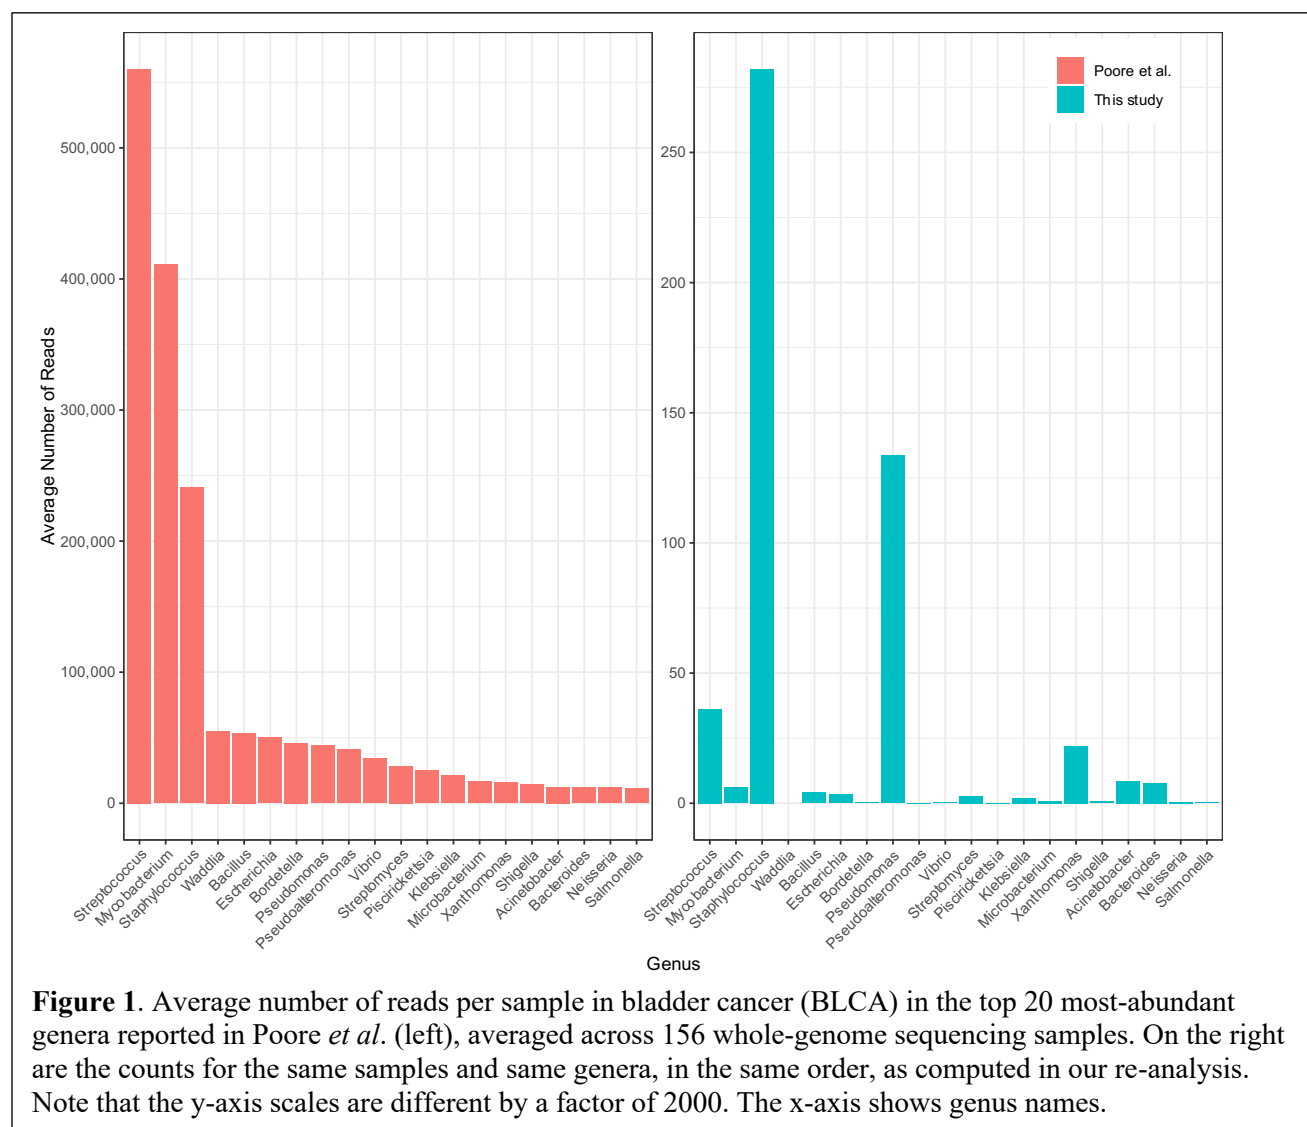 Poore et al.
This study
Average Number of Reads
500,000
400,000
300,000
200,000
100,000
0
250
200
150
100
50
0
Streptococcus
Mycobacterium
Staphylococcus
Waddlia
Bacillus
Escherichia
Bordetella
Pseudomonas
Pseudoalteromonas
Vibrio
Streptomyces
Piscirickettsia
Klebsiella
Microbacterium
Xanthomonas
Shigella
Acinetobacter
Bacteroides
Neisseria
Salmonella
Streptococcus
Mycobacterium
Staphylococcus
Waddlia
Bacillus
Escherichia
Bordetella
Pseudomonas
Pseudoalteromonas
Vibrio
Streptomyces
Piscirickettsia
Klebsiella
Microbacterium
Xanthomonas
Shigella
Acinetobacter
Bacteroides
Neisseria
Salmonella
Genus
Figure 1. Average number of reads per sample in bladder cancer (BLCA) in the top 20 most-abundant
genera reported in Poore et al. (left), averaged across 156 whole-genome sequencing samples. On the right
are the counts for the same samples and same genera, in the same order, as computed in our re-analysis.
Note that the y-axis scales are different by a factor of 2000. The x-axis shows genus names.